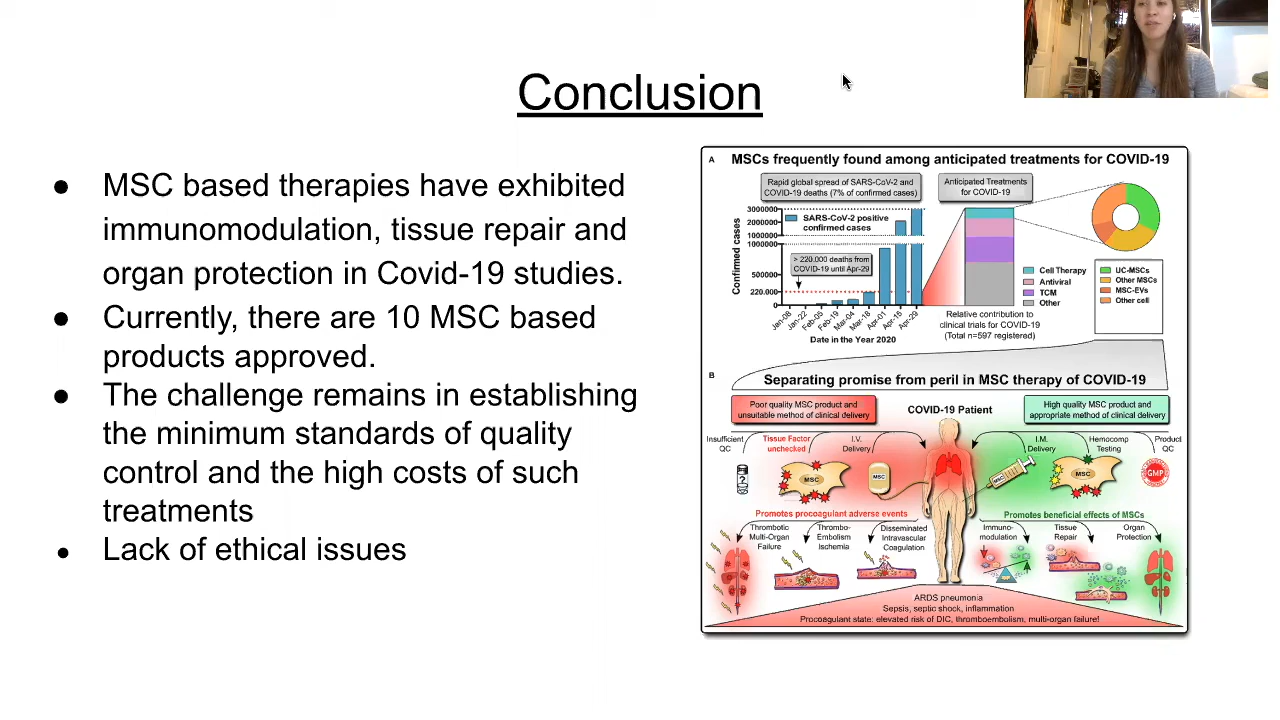 Conclusion
MSC based therapies have exhibited
immunomodulation, tissue repair and
organ protection in Covid-19 studies.
Currently, there are 10 MSC based
products approved.
The challenge remains in establishing
the minimum standards of quality
control and the high costs of such
treatments
Lack of ethical issues
A
MSCs frequently found among anticipated treatments for COVID-19
Rapid global spread of SARS-CoV-2 and
COVID-19 deaths (7% of confirmed cases)
Anticipated Treatments
for COVID-19
Confirmed cases
3000000
2000000
1000000
1000000
500000
220.000
0
SARS-CoV-2 positive
confirmed cases
> 220.000 deaths from
COVID-19 until Apr-29
Jan-08
Jan-22
Feb-05
Feb-19
Mar-04
Mar-18
Apr-01
Apr-15
Apr-29
Date in the Year 2020
Cell Therapy
Antiviral
TCM
Other
Relative contribution to
clinical trials for COVID-19
(Total n=597 registered)
UC-MSCs
Other MSCs
MSC-EVs
Other cell
B
Separating promise from peril in MSC therapy of COVID-19
Poor quality MSC product and
unsuitable method of clinical delivery
COVID-19 Patient
High quality MSC product and
appropriate method of clinical delivery
Insufficient
QC
Tissue Factor
unchecked
I.V.
Delivery
I.M.
Delivery
Hemocomp
Testing
Product
QC
?
MSC
MSC
MSC
MSC
GMP
Promotes procoagulant adverse events
Promotes beneficial effects of MSCs
Thrombotic
Multi-Organ
Failure
Thrombo-
Embolism
Ischemia
Disseminated
Intravascular
Coagulation
Immuno-
modulation
Tissue
Repair
Organ
Protection
ARDS pneumonia
Sepsis, septic shock, inflammation
Procoagulant state: elevated risk of DIC, thromboembolism, multi-organ failure!